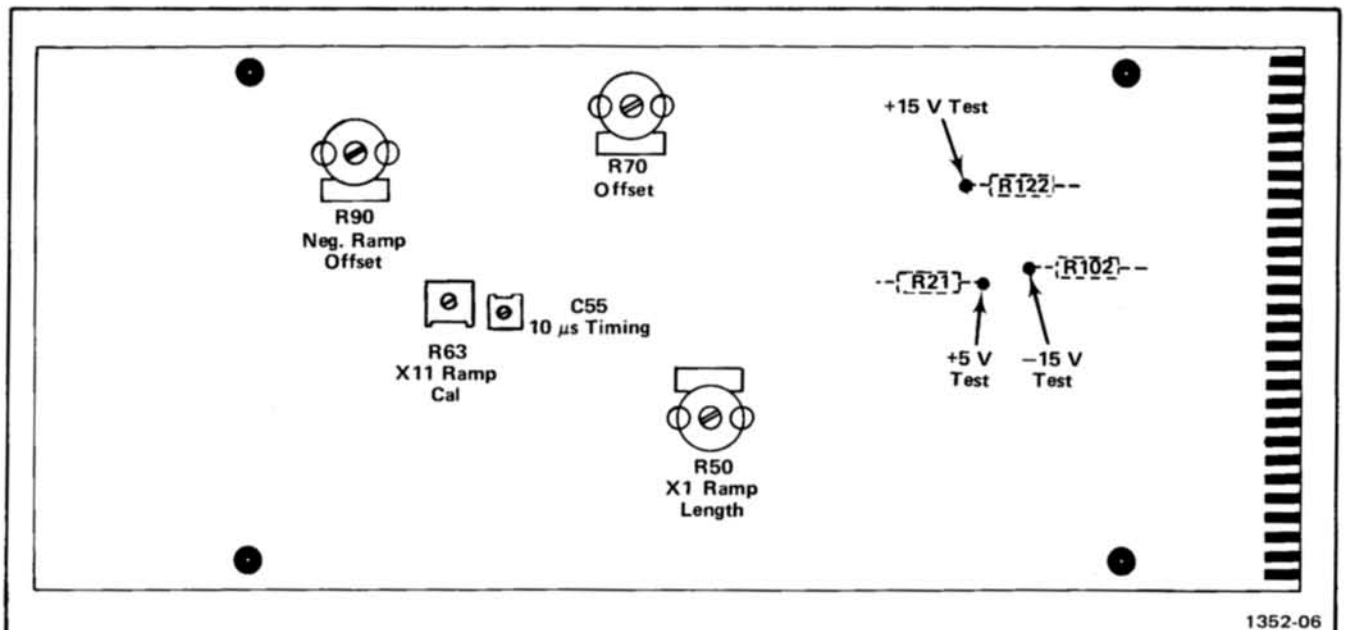 +15 V Test
R122
R70
Offset
R90
Neg. Ramp
Offset
R21
R102
C55
10 μs Timing
R63
X11 Ramp
Cal
+5 V
Test
−15 V
Test
R50
X1 Ramp
Length
1352-06